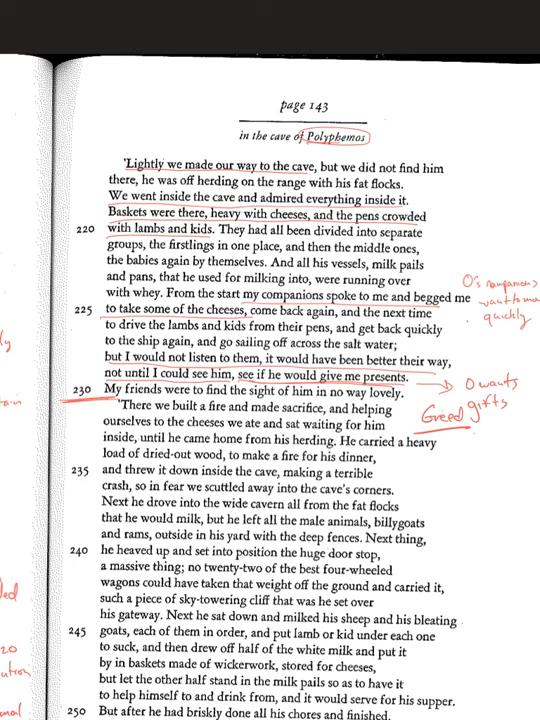 page 143
in the cave of Polyphemos
'Lightly we made our way to the cave, but we did not find him
there, he was off herding on the range with his fat flocks.
We went inside the cave and admired everything inside it.
Baskets were there, heavy with cheeses, and the pens crowded
220 with lambs and kids. They had all been divided into separate
groups, the firstlings in one place, and then the middle ones,
the babies again by themselves. And all his vessels, milk pails
and pans, that he used for milking into, were running over
with whey. From the start my companions spoke to me and begged me
O's companions
want to move
quickly
225 to take some of the cheeses, come back again, and the next time
to drive the lambs and kids from their pens, and get back quickly
to the ship again, and go sailing off across the salt water;
but I would not listen to them, it would have been better their way,
not until I could see him, see if he would give me presents.
O wants
gifts
Greed
230 My friends were to find the sight of him in no way lovely.
'There we built a fire and made sacrifice, and helping
ourselves to the cheeses we ate and sat waiting for him
inside, until he came home from his herding. He carried a heavy
load of dried-out wood, to make a fire for his dinner,
235 and threw it down inside the cave, making a terrible
crash, so in fear we scuttled away into the cave's corners.
Next he drove into the wide cavern all from the fat flocks
that he would milk, but he left all the male animals, billygoats
and rams, outside in his yard with the deep fences. Next thing,
240 he heaved up and set into position the huge door stop,
a massive thing; no twenty-two of the best four-wheeled
wagons could have taken that weight off the ground and carried it,
such a piece of sky-towering cliff that was he set over
his gateway. Next he sat down and milked his sheep and his bleating
245 goats, each of them in order, and put lamb or kid under each one
to suck, and then drew off half of the white milk and put it
by in baskets made of wickerwork, stored for cheeses,
but let the other half stand in the milk pails so as to have it
to help himself to and drink from, and it would serve for his supper.
250 But after he had briskly done all his chores and finished,